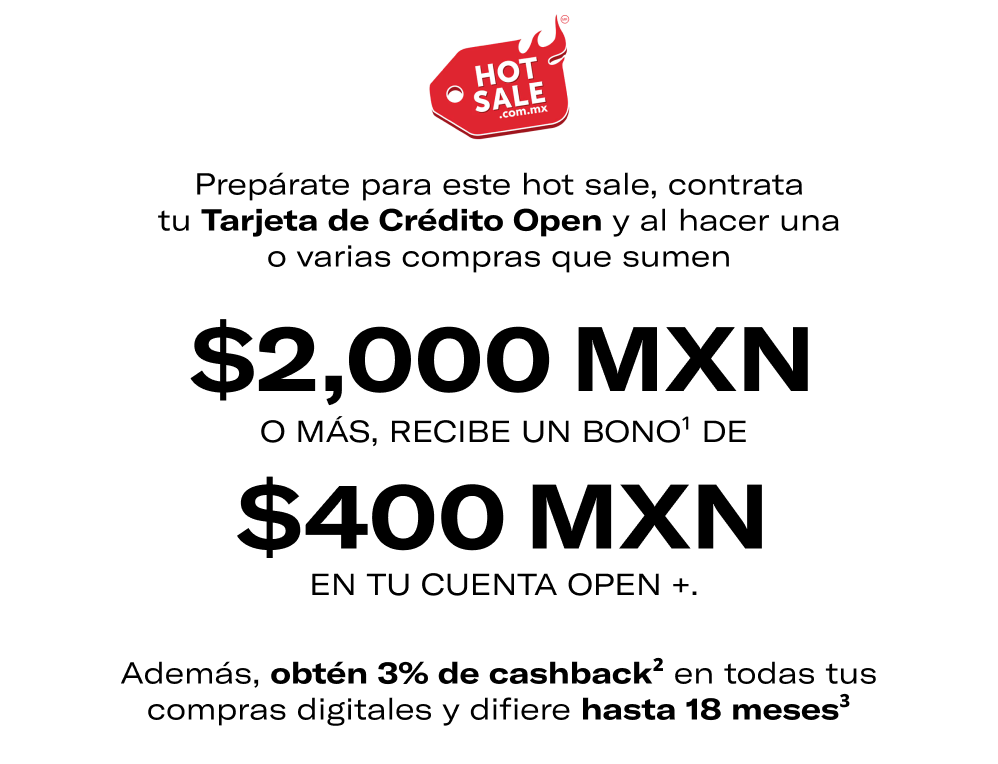 HOT
SALE
.com.mx
Prepárate para este hot sale, contrata
tu Tarjeta de Crédito Open y al hacer una
o varias compras que sumen
$2,000 MXN
O MÁS, RECIBE UN BONO¹ DE
$400 MXN
EN TU CUENTA OPEN +.
Además, obtén 3% de cashback² en todas tus
compras digitales y difiere hasta 18 meses³